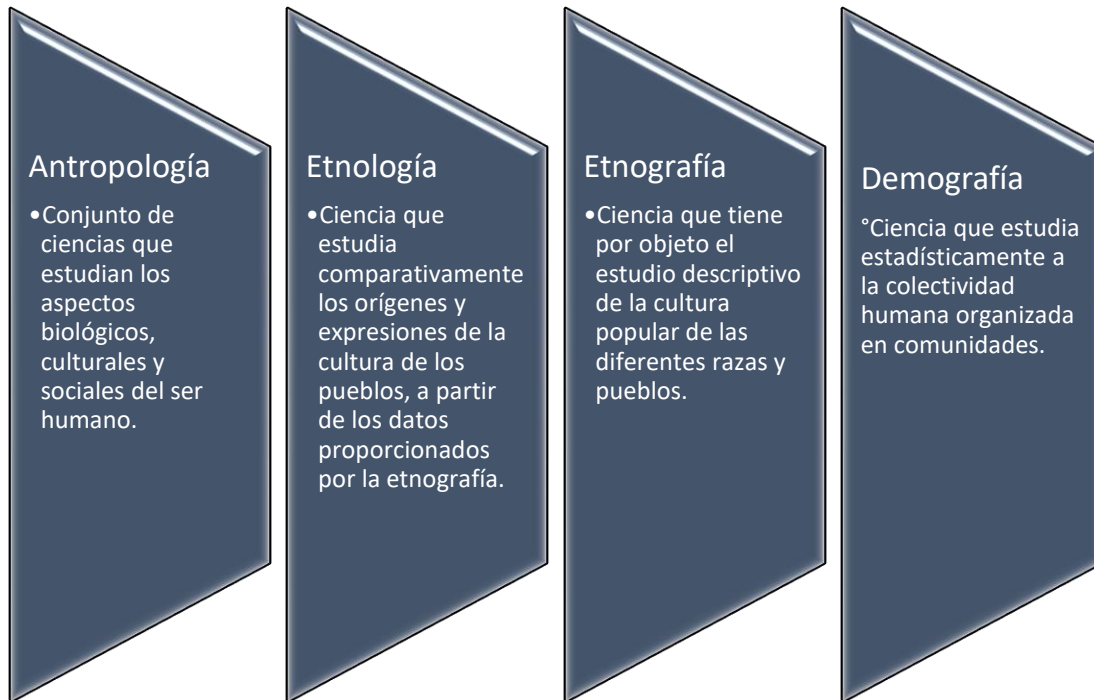 Antropología
•Conjunto de
ciencias que
estudian los
aspectos
biológicos,
culturales y
sociales del ser
humano.
Etnología
•Ciencia que
estudia
comparativamente
los orígenes y
expresiones de la
cultura de los
pueblos, a partir
de los datos
proporcionados
por la etnografía.
Etnografía
•Ciencia que tiene
por objeto el
estudio descriptivo
de la cultura
popular de las
diferentes razas y
pueblos.
Demografía
°Ciencia que estudia
estadísticamente a
la colectividad
humana organizada
en comunidades.